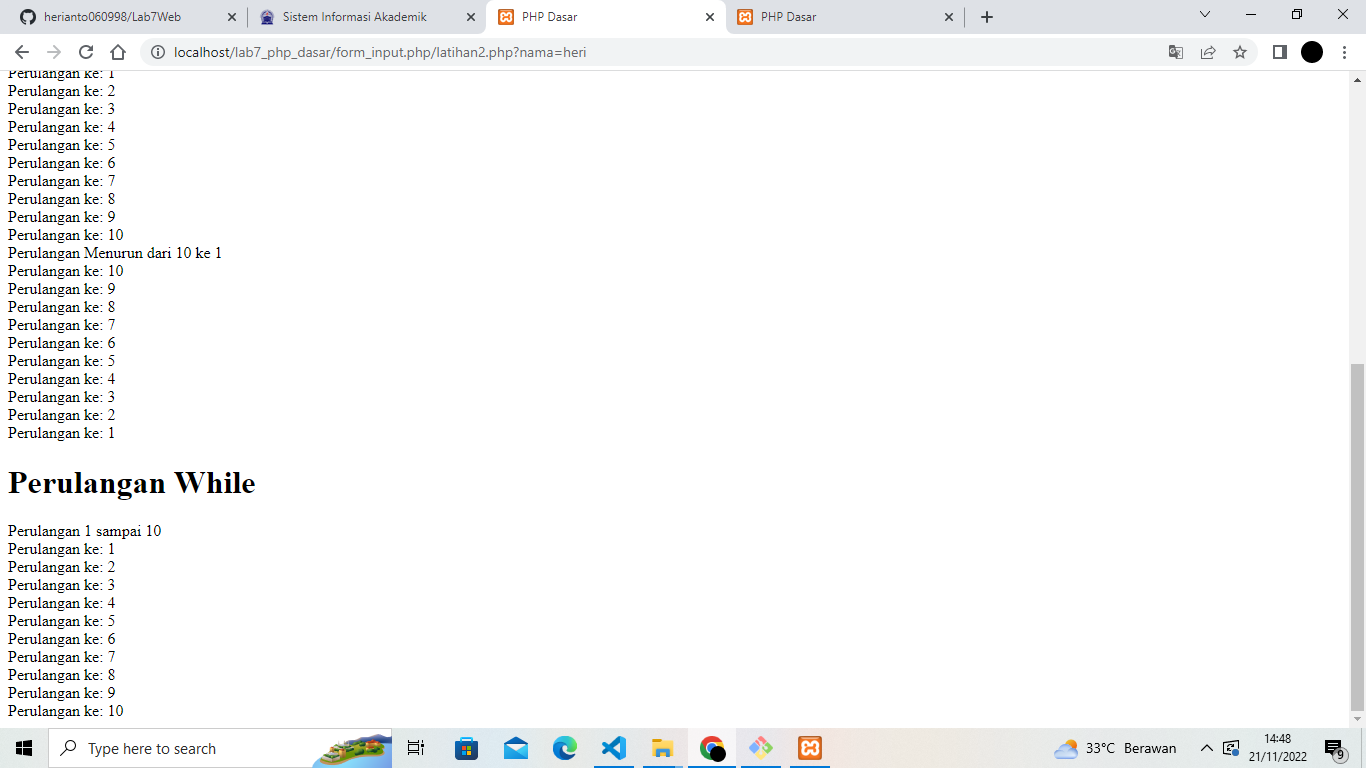 herianto060998/Lab7Web
Sistem Informasi Akademik
PHP Dasar
PHP Dasar
localhost/lab7_php_dasar/form_input.php/latihan2.php?nama=heri
Perulangan ke: 1
Perulangan ke: 2
Perulangan ke: 3
Perulangan ke: 4
Perulangan ke: 5
Perulangan ke: 6
Perulangan ke: 7
Perulangan ke: 8
Perulangan ke: 9
Perulangan ke: 10
Perulangan Menurun dari 10 ke 1
Perulangan ke: 10
Perulangan ke: 9
Perulangan ke: 8
Perulangan ke: 7
Perulangan ke: 6
Perulangan ke: 5
Perulangan ke: 4
Perulangan ke: 3
Perulangan ke: 2
Perulangan ke: 1
Perulangan While
Perulangan 1 sampai 10
Perulangan ke: 1
Perulangan ke: 2
Perulangan ke: 3
Perulangan ke: 4
Perulangan ke: 5
Perulangan ke: 6
Perulangan ke: 7
Perulangan ke: 8
Perulangan ke: 9
Perulangan ke: 10
Type here to search
33°C Berawan
14:48
21/11/2022
9